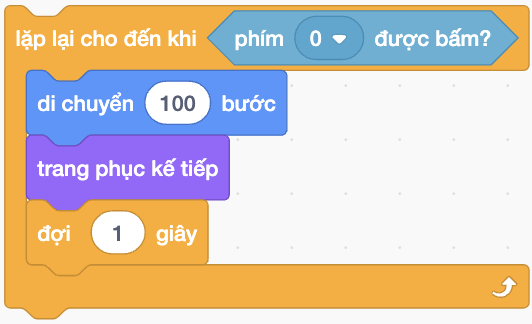 lặp lại cho đến khi phím 0 được bấm?
di chuyển 100 bước
trang phục kế tiếp
đợi 1 giây